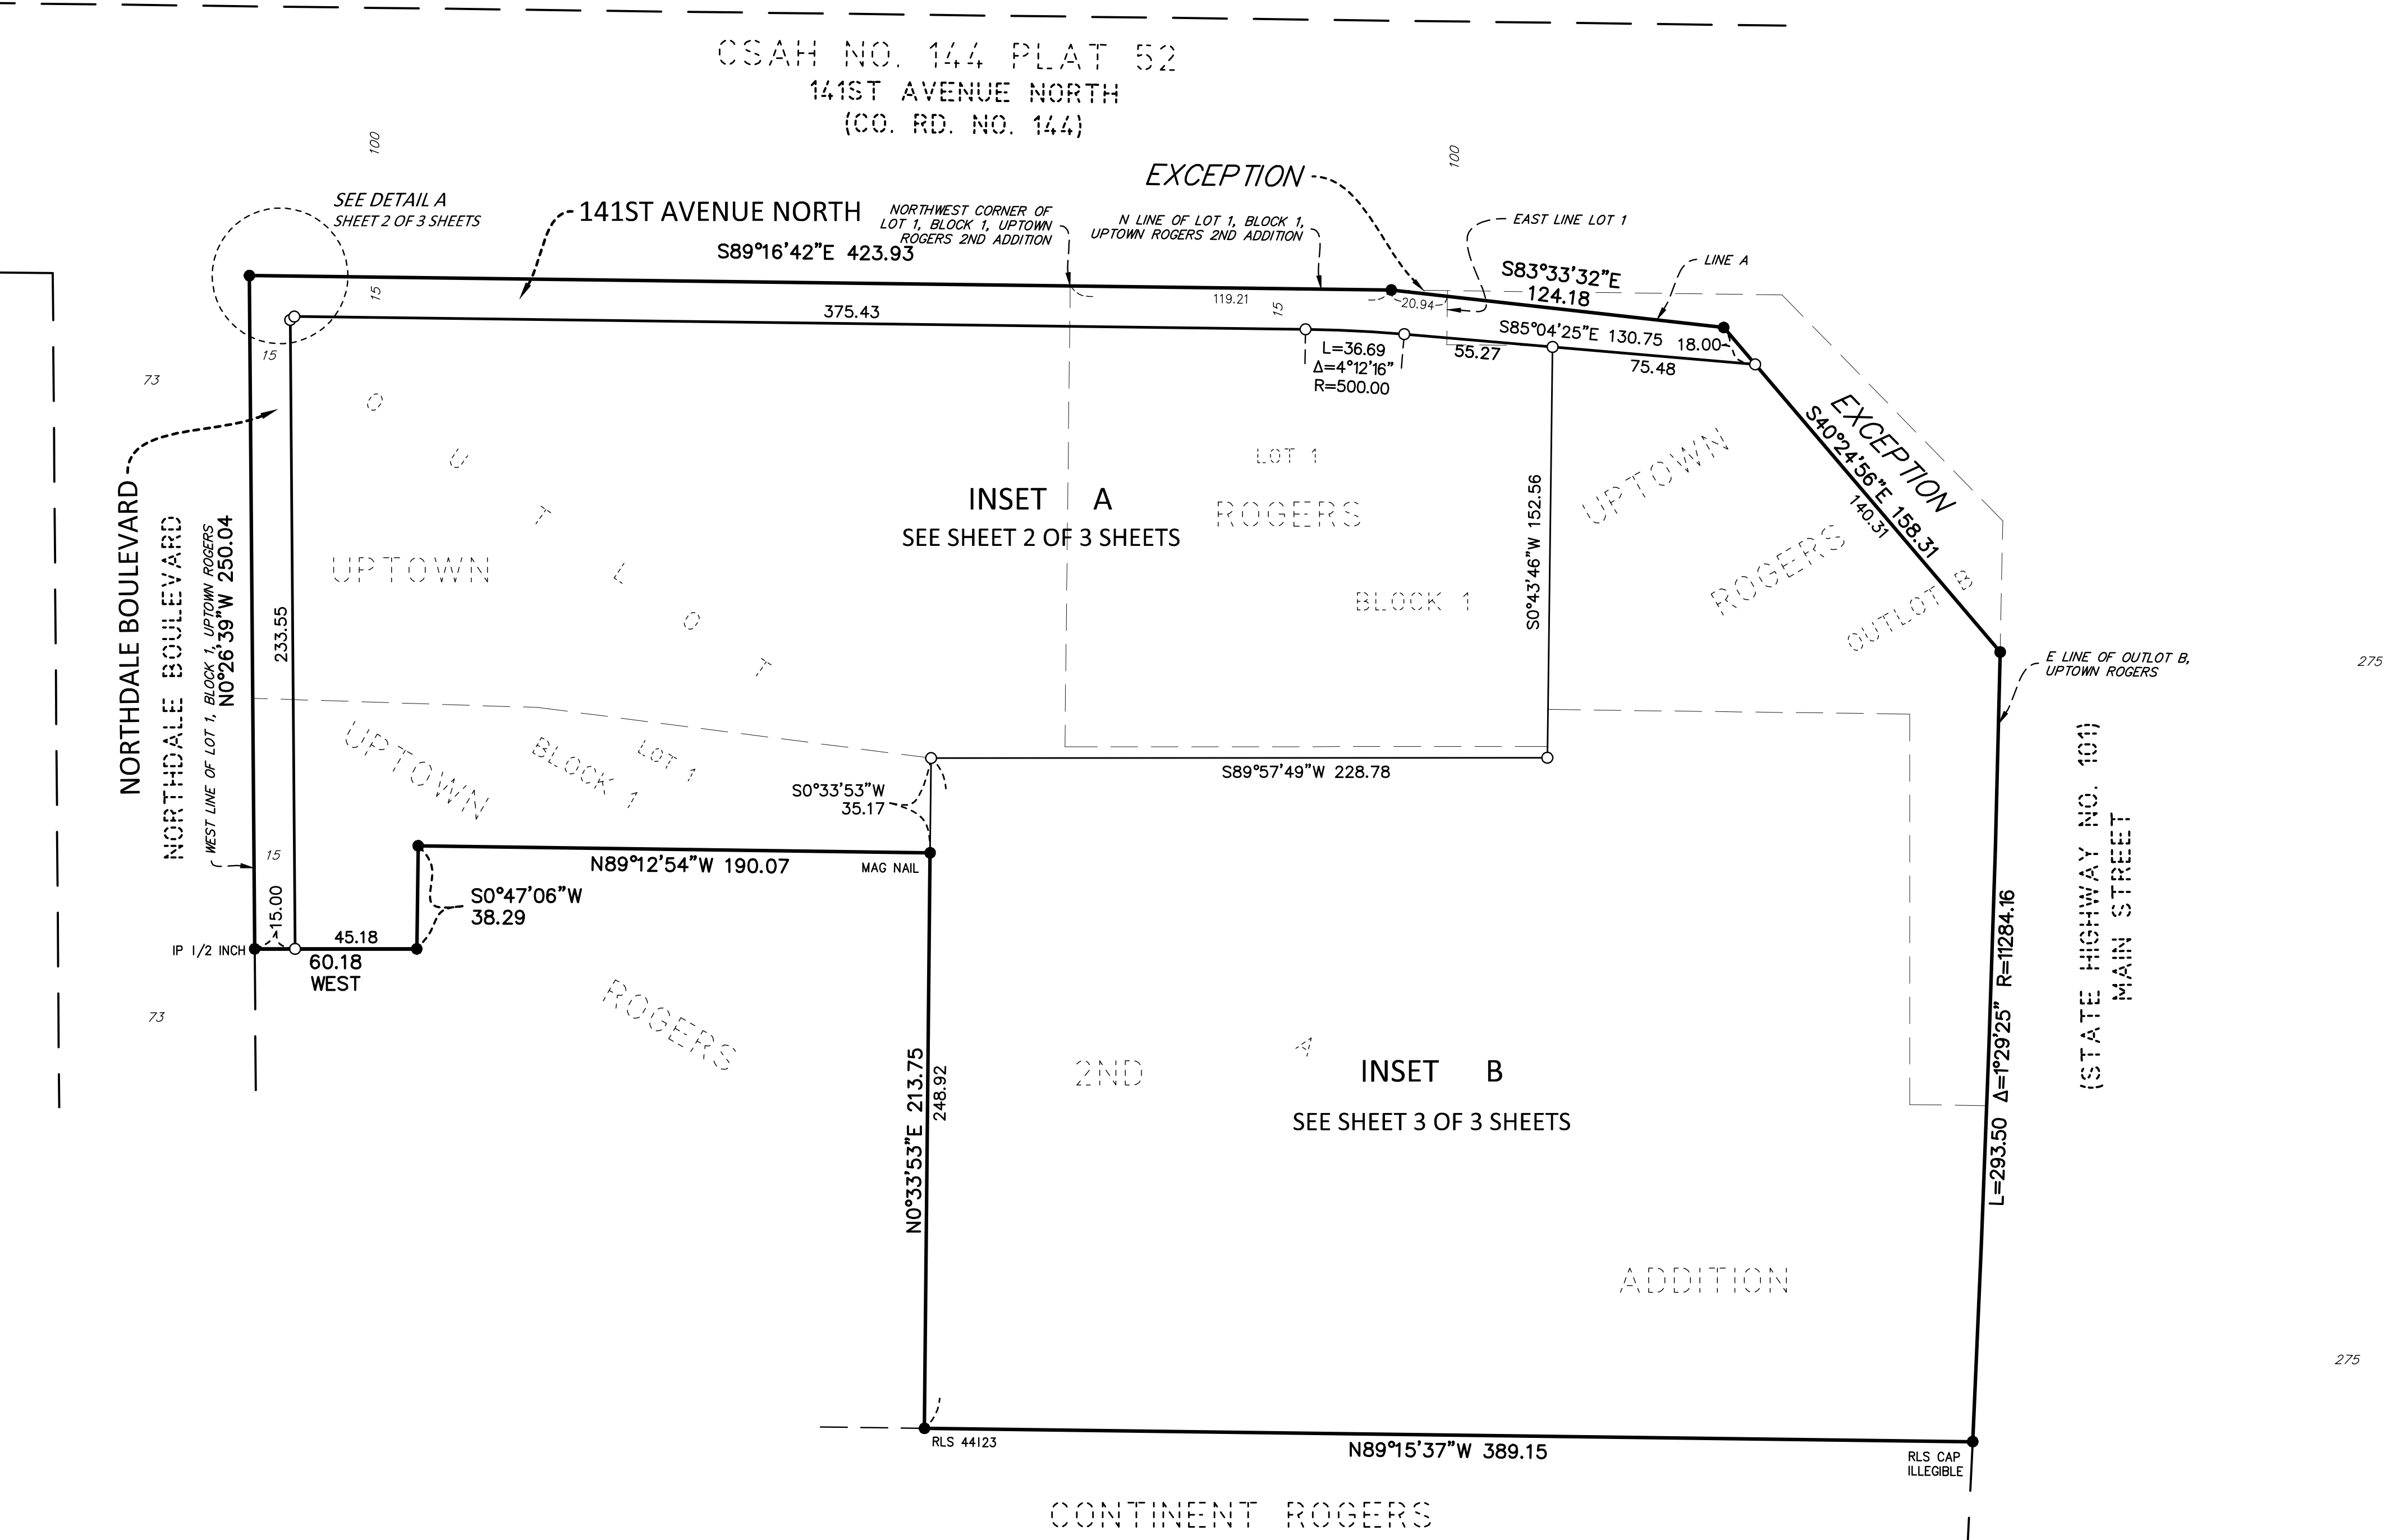 CSAH NO. 144 PLAT 52
141ST AVENUE NORTH
(CO. RD. NO. 144)
100
100
EXCEPTION
SEE DETAIL A
SHEET 2 OF 3 SHEETS
141ST AVENUE NORTH
NORTHWEST CORNER OF
LOT 1, BLOCK 1, UPTOWN
ROGERS 2ND ADDITION
N LINE OF LOT 1, BLOCK 1,
UPTOWN ROGERS 2ND ADDITION
EAST LINE LOT 1
S89°16'42"E 423.93
LINE A
S83°33'32"E
124.18
15
119.21
15
20.94
375.43
S85°04'25"E 130.75
18.00
15
L=36.69
Δ=4°12'16"
R=500.00
55.27
75.48
73
EXCEPTION
S40°24'56"E 158.31
140.31
O
U
T
L
O
T
LOT 1
ROGERS
BLOCK 1
UPTOWN
ROGERS
OUTLOT
B
INSET A
SEE SHEET 2 OF 3 SHEETS
S0°43'46"W 152.56
UPTOWN
NORTHDALE BOULEVARD
NORTHDALE BOULEVARD
WEST LINE OF LOT 1, BLOCK 1, UPTOWN ROGERS
N0°26'39"W 250.04
233.55
E LINE OF OUTLOT B,
UPTOWN ROGERS
275
UPTOWN
BLOCK 1
LOT 1
S0°33'53"W
35.17
S89°57'49"W 228.78
15
N89°12'54"W 190.07
MAG NAIL
15.00
S0°47'06"W
38.29
IP 1/2 INCH
45.18
60.18
WEST
73
ROGERS
(STATE HIGHWAY NO. 101)
MAIN STREET
L=293.50 Δ=1°29'25" R=11284.16
N0°33'53"E 213.75
248.92
2ND
A
INSET B
SEE SHEET 3 OF 3 SHEETS
ADDITION
275
RLS 44123
N89°15'37"W 389.15
RLS CAP
ILLEGIBLE
CONTINENT ROGERS